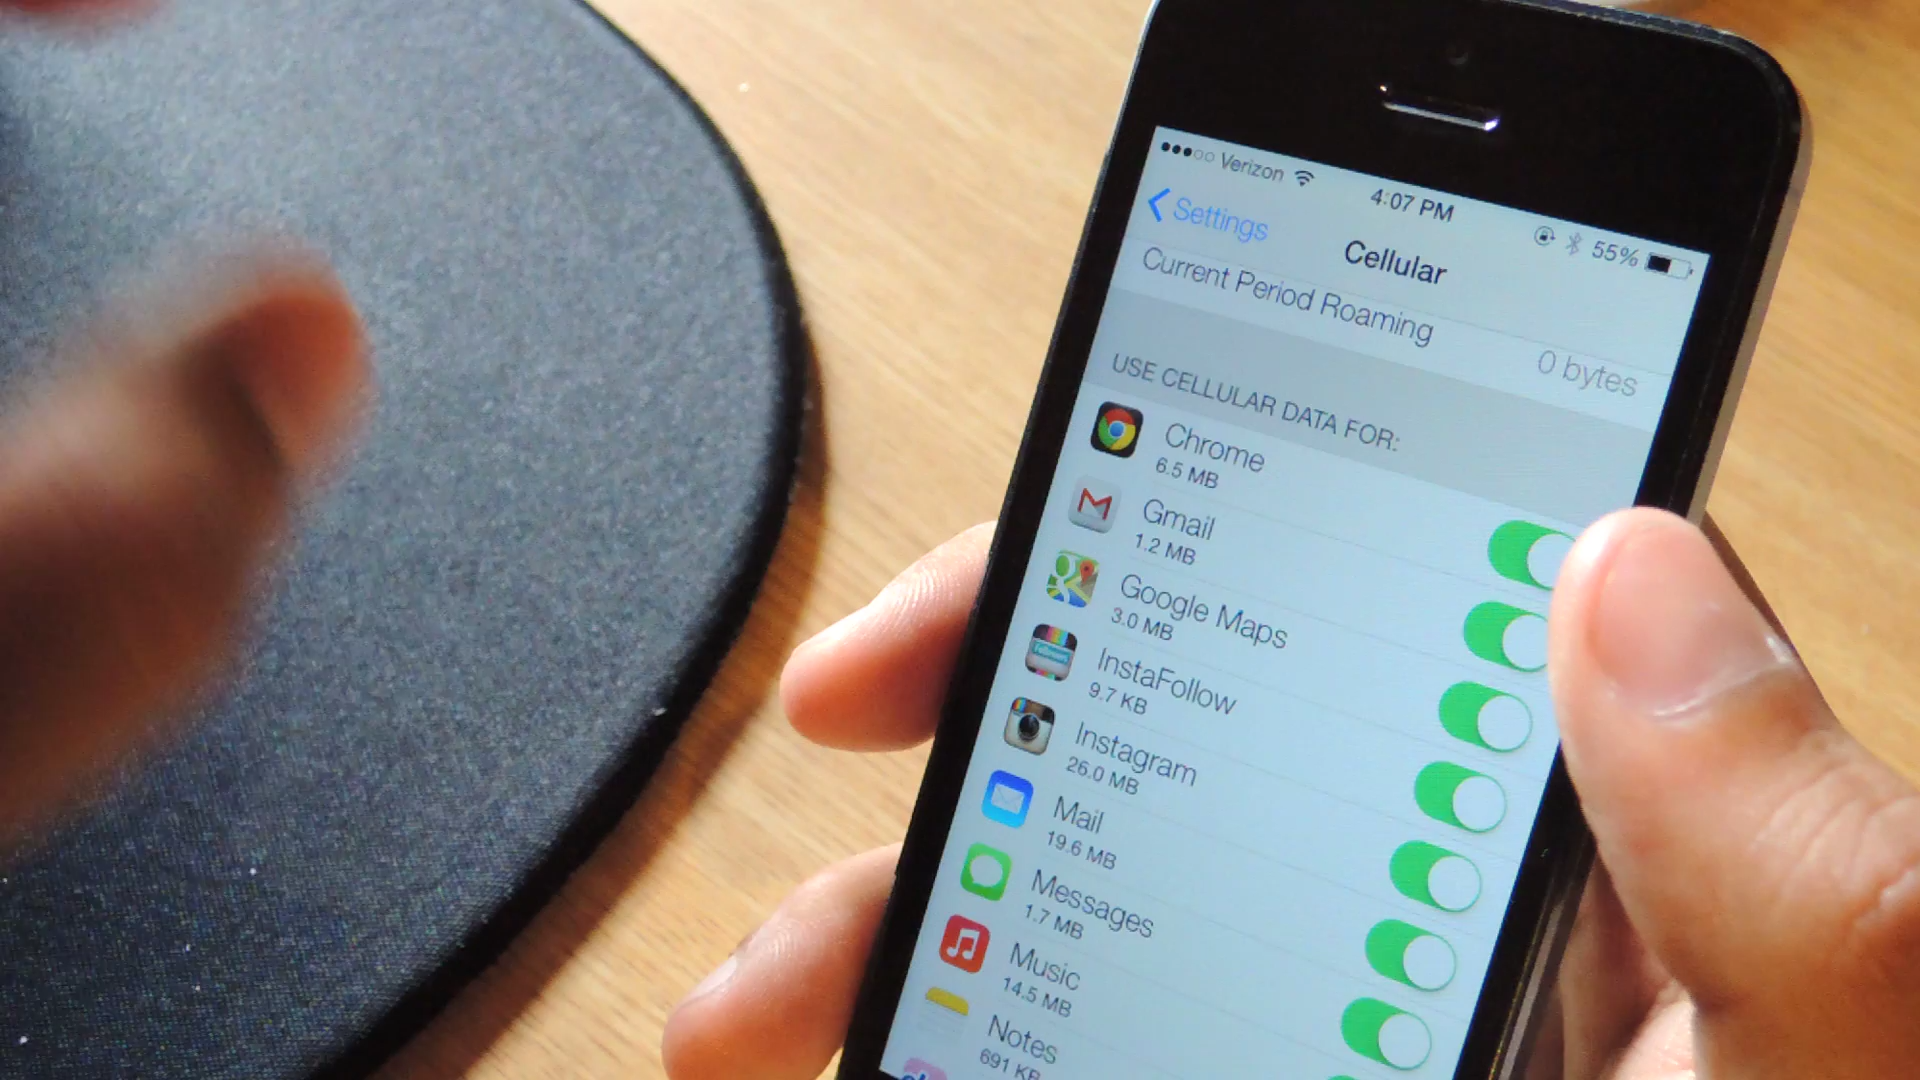 Verizon 4:07 PM 55%
Settings Cellular
Current Period Roaming 0 bytes
USE CELLULAR DATA FOR:
Chrome
6.5 MB
Gmail
1.2 MB
Google Maps
3.0 MB
InstaFollow
9.7 KB
Instagram
26.0 MB
Mail
19.6 MB
Messages
1.7 MB
Music
14.5 MB
Notes
691 KB